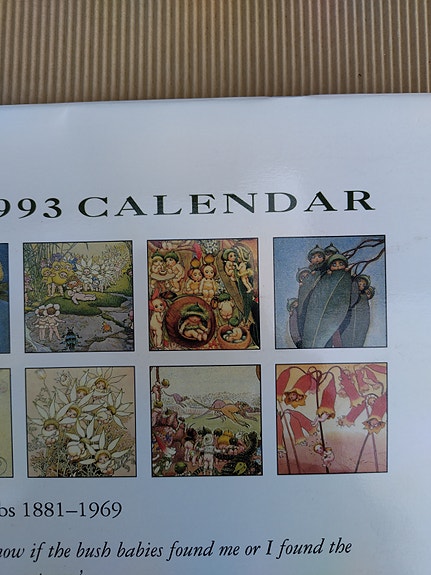 993 CALENDAR
bs 1881–1969
now if the bush babies found me or I found the